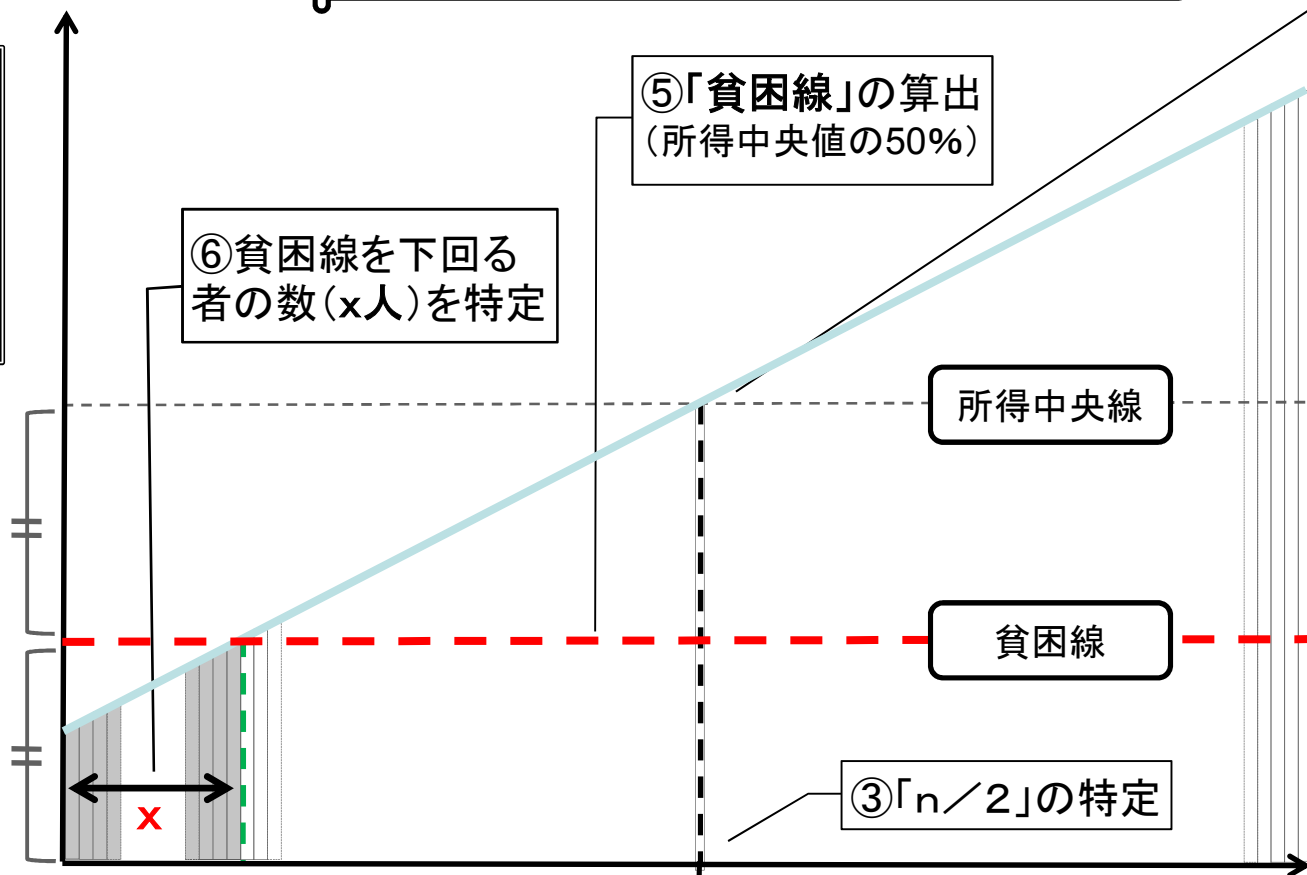 ⑤「貧困線」の算出
（所得中央値の50％）
⑥貧困線を下回る
者の数（x人）を特定
所得中央線
貧困線
③「n／2」の特定
x